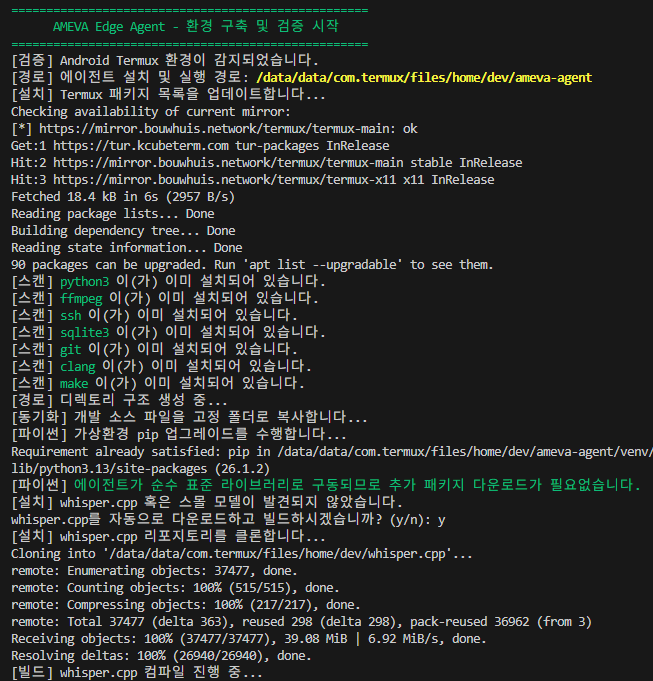 ==================================================
AMEVA Edge Agent - 환경 구축 및 검증 시작
==================================================
[검증] Android Termux 환경이 감지되었습니다.
[경로] 에이전트 설치 및 실행 경로: /data/data/com.termux/files/home/dev/ameva-agent
[설치] Termux 패키지 목록을 업데이트합니다...
Checking availability of current mirror:
[*] https://mirror.bouwhuis.network/termux/termux-main: ok
Get:1 https://tur.kcubeterm.com tur-packages InRelease
Hit:2 https://mirror.bouwhuis.network/termux/termux-main stable InRelease
Hit:3 https://mirror.bouwhuis.network/termux/termux-x11 x11 InRelease
Fetched 18.4 kB in 6s (2957 B/s)
Reading package lists... Done
Building dependency tree... Done
Reading state information... Done
90 packages can be upgraded. Run 'apt list --upgradable' to see them.
[스캔] python3 이(가) 이미 설치되어 있습니다.
[스캔] ffmpeg 이(가) 이미 설치되어 있습니다.
[스캔] ssh 이(가) 이미 설치되어 있습니다.
[스캔] sqlite3 이(가) 이미 설치되어 있습니다.
[스캔] git 이(가) 이미 설치되어 있습니다.
[스캔] clang 이(가) 이미 설치되어 있습니다.
[스캔] make 이(가) 이미 설치되어 있습니다.
[경로] 디렉토리 구조 생성 중...
[동기화] 개발 소스 파일을 고정 폴더로 복사합니다...
[파이썬] 가상환경 pip 업그레이드를 수행합니다...
Requirement already satisfied: pip in /data/data/com.termux/files/home/dev/ameva-agent/venv/
lib/python3.13/site-packages (26.1.2)
[파이썬] 에이전트가 순수 표준 라이브러리로 구동되므로 추가 패키지 다운로드가 필요없습니다.
[설치] whisper.cpp 혹은 스몰 모델이 발견되지 않았습니다.
whisper.cpp를 자동으로 다운로드하고 빌드하시겠습니까? (y/n): y
[설치] whisper.cpp 리포지토리를 클론합니다...
Cloning into '/data/data/com.termux/files/home/dev/whisper.cpp'...
remote: Enumerating objects: 37477, done.
remote: Counting objects: 100% (515/515), done.
remote: Compressing objects: 100% (217/217), done.
remote: Total 37477 (delta 363), reused 298 (delta 298), pack-reused 36962 (from 3)
Receiving objects: 100% (37477/37477), 39.08 MiB | 6.92 MiB/s, done.
Resolving deltas: 100% (26940/26940), done.
[빌드] whisper.cpp 컴파일 진행 중...